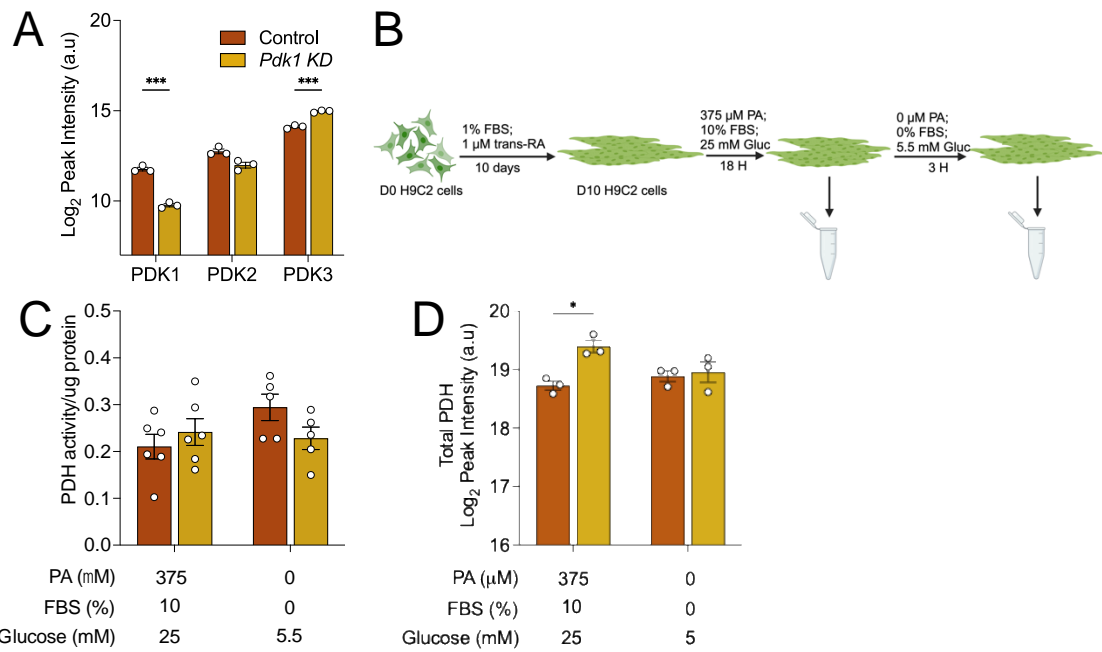 A
Log2 Peak Intensity (a.u)
20
15
10
Control
Pdk1 KD
***
***
PDK1
PDK2
PDK3
B
D0 H9C2 cells
1% FBS;
1 µM trans-RA
10 days
D10 H9C2 cells
375 µM PA;
10% FBS;
25 mM Gluc
18 H
0 µM PA;
0% FBS;
5.5 mM Gluc
3 H
C
PDH activity/ug protein
0.5
0.4
0.3
0.2
0.1
0.0
PA (mM) 375 0
FBS (%) 10 0
Glucose (mM) 25 5.5
D
Total PDH
Log2 Peak Intensity (a.u)
20
19
18
17
16
*
PA (µM) 375 0
FBS (%) 10 0
Glucose (mM) 25 5